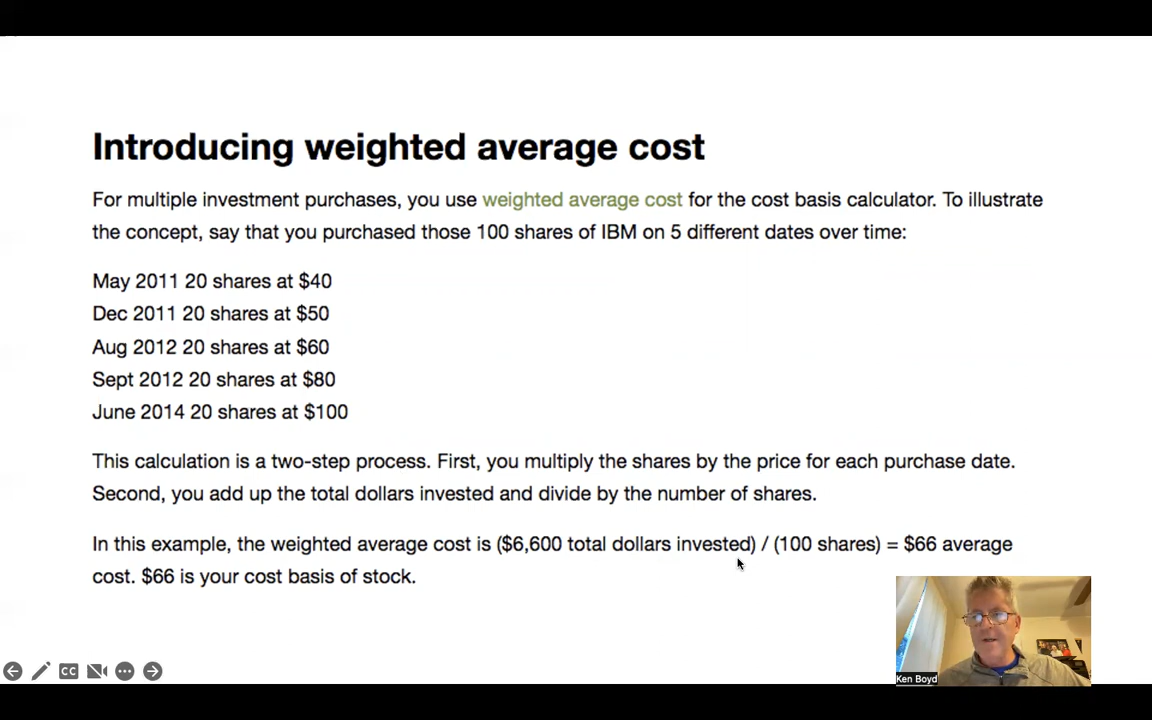 Introducing weighted average cost
For multiple investment purchases, you use weighted average cost for the cost basis calculator. To illustrate
the concept, say that you purchased those 100 shares of IBM on 5 different dates over time:
May 2011 20 shares at $40
Dec 2011 20 shares at $50
Aug 2012 20 shares at $60
Sept 2012 20 shares at $80
June 2014 20 shares at $100
This calculation is a two-step process. First, you multiply the shares by the price for each purchase date.
Second, you add up the total dollars invested and divide by the number of shares.
In this example, the weighted average cost is ($6,600 total dollars invested) / (100 shares) = $66 average
cost. $66 is your cost basis of stock.
CC
Ken Boyd